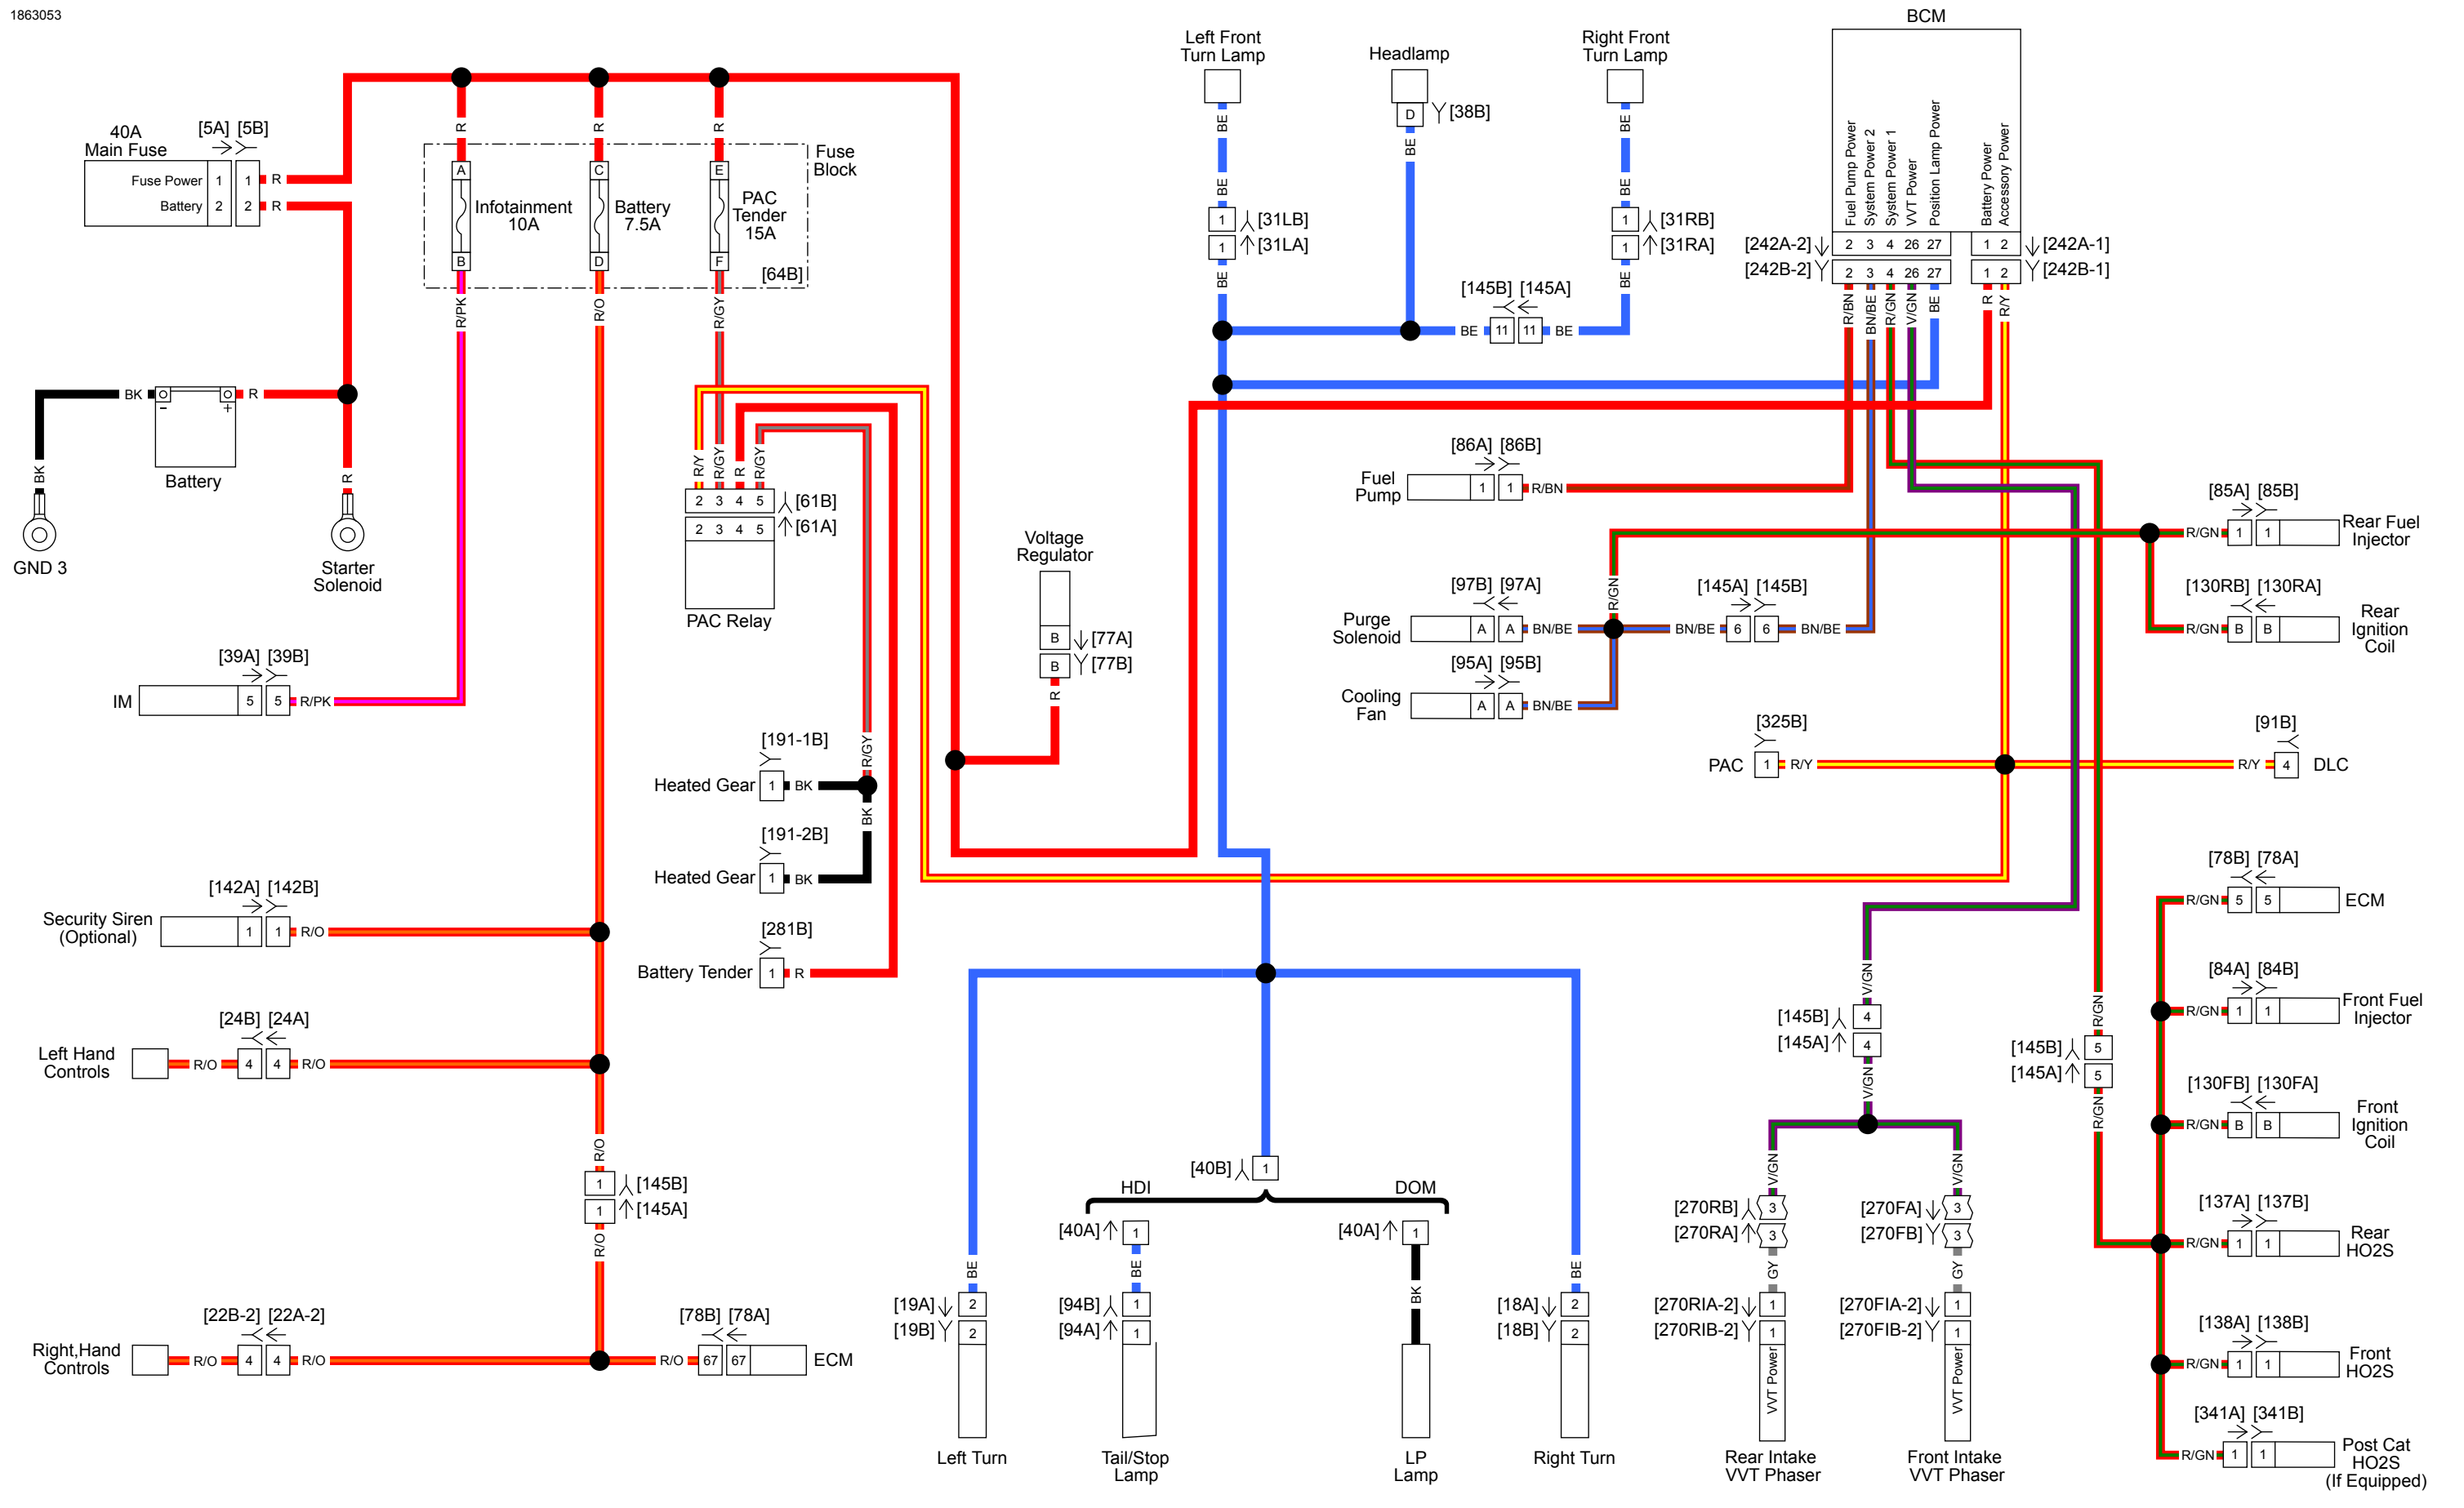 1863053
40A
Main Fuse
[5A] [5B]
Fuse Power 1 1 R
Battery 2 2 R
R
R
R
A
C
E
Infotainment
10A
Battery
7.5A
PAC
Tender
15A
B
D
F
Fuse
Block
[64B]
R/PK
R/O
R/GY
BK
R
-
+
Battery
BK
R
GND 3
Starter
Solenoid
R/Y
R/GY
R
R/GY
2 3 4 5 [61B]
2 3 4 5 [61A]
PAC Relay
[39A] [39B]
IM 5 5 R/PK
Voltage
Regulator
B [77A]
B [77B]
R
R/GY
[191-1B]
Heated Gear 1 BK
BK
[191-2B]
Heated Gear 1 BK
[281B]
Battery Tender 1 R
[142A] [142B]
Security Siren
(Optional)
1 1 R/O
[24B] [24A]
Left Hand
Controls
R/O 4 4 R/O
R/O
1 [145B]
1 [145A]
R/O
[22B-2] [22A-2]
Right,Hand
Controls
R/O 4 4 R/O
[78B] [78A]
R/O 67 67 ECM
Left Front
Turn Lamp
BE
BE
1 [31LB]
1 [31LA]
BE
Headlamp
D [38B]
BE
Right Front
Turn Lamp
BE
BE
1 [31RB]
1 [31RA]
BE
[145B] [145A]
BE 11 11 BE
BCM
Fuel Pump Power
System Power 2
System Power 1
VVT Power
Position Lamp Power
Battery Power
Accessory Power
[242A-2] 2 3 4 26 27 1 2 [242A-1]
[242B-2] 2 3 4 26 27 1 2 [242B-1]
R/BN
BN/BE
R/GN
V/GN
BE
R
R/Y
[86A] [86B]
Fuel
Pump
1 1 R/BN
R/GN
[97B] [97A]
Purge
Solenoid
A A BN/BE
[145A] [145B]
BN/BE 6 6 BN/BE
[95A] [95B]
Cooling
Fan
A A BN/BE
[325B]
PAC 1 R/Y
[91B]
R/Y 4 DLC
[85A] [85B]
R/GN 1 1
Rear Fuel
Injector
[130RB] [130RA]
R/GN B B
Rear
Ignition
Coil
[78B] [78A]
R/GN 5 5 ECM
[84A] [84B]
R/GN 1 1
Front Fuel
Injector
[130FB] [130FA]
R/GN B B
Front
Ignition
Coil
[137A] [137B]
R/GN 1 1
Rear
HO2S
[138A] [138B]
R/GN 1 1
Front
HO2S
[341A] [341B]
R/GN 1 1
Post Cat
HO2S
(If Equipped)
R/GN
[145B] 5
[145A] 5
R/GN
V/GN
[145B] 4
[145A] 4
V/GN
V/GN
V/GN
[270RB] 3
[270RA] 3
GY
[270RIA-2] 1
[270RIB-2] 1
VVT Power
Rear Intake
VVT Phaser
[270FA] 3
[270FB] 3
GY
[270FIA-2] 1
[270FIB-2] 1
VVT Power
Front Intake
VVT Phaser
[40B] 1
HDI
DOM
[40A] 1
[40A] 1
BE
BE
BK
BE
[19A] 2
[19B] 2
Left Turn
[94B] 1
[94A] 1
Tail/Stop
Lamp
LP
Lamp
[18A] 2
[18B] 2
Right Turn